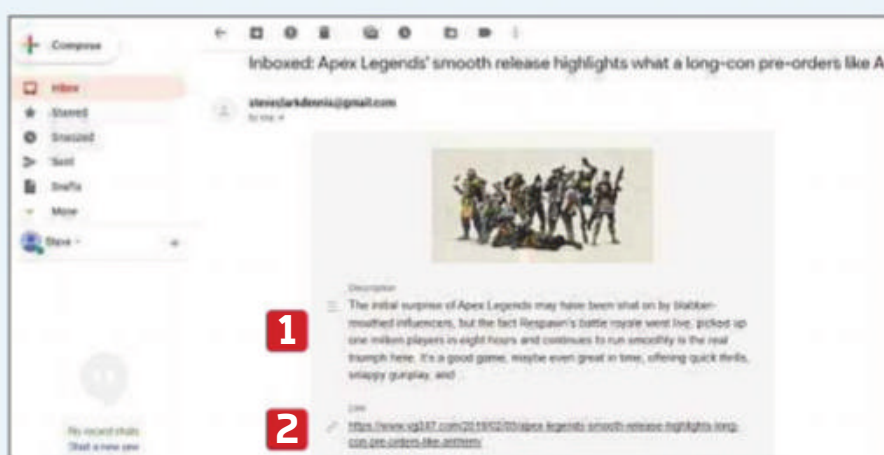 Compose
Inboxed: Apex Legends' smooth release highlights what a long-con pre-orders like A
Inbox
steveclarkdennis@gmail.com
Starred
to me
Snoozed
Sent
Drafts
More
Steve
Description
The initial surprise of Apex Legends may have been shat on by blabber-
mouthed influencers, but the fact Respawn's battle royale went live, picked up
one million players in eight hours and continues to run smoothly is the real
triumph here. It's a good game, maybe even great in time, offering quick thrills,
snappy gunplay, and ...
1
Link
https://www.vg247.com/2019/02/05/apex-legends-smooth-release-highlights-long-
con-pre-orders-like-anthem/
2
No recent chats
Start a new one